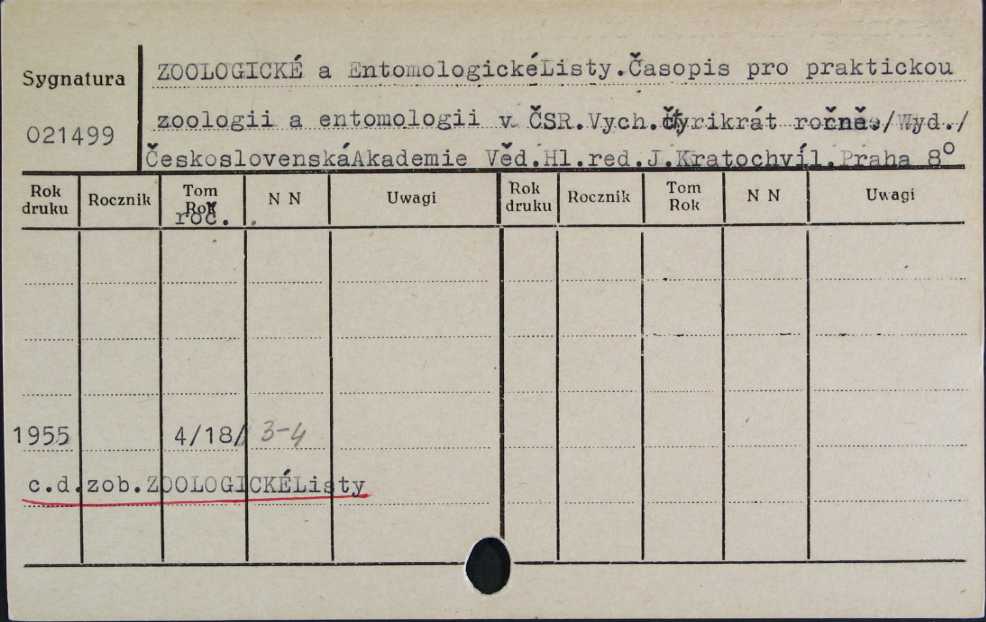 Sygnatura
021499
ZOOLOGICKÉ a EntomologickéListy.Časopis pro praktickou
zoologii a entomologii v ČSR.Vych.čtyrikrát ročně./Wyd./
ČeskoslovenskáAkademie Věd.Hl.red.J.Kratochvíl.Praha 8°
Rok druku Rocznik Tom Rok N N Uwagi Rok druku Rocznik Tom Rok N N Uwagi
roč.
1955 4/18/ 3-4
c.d.zob.ZOOLOGICKÉListy